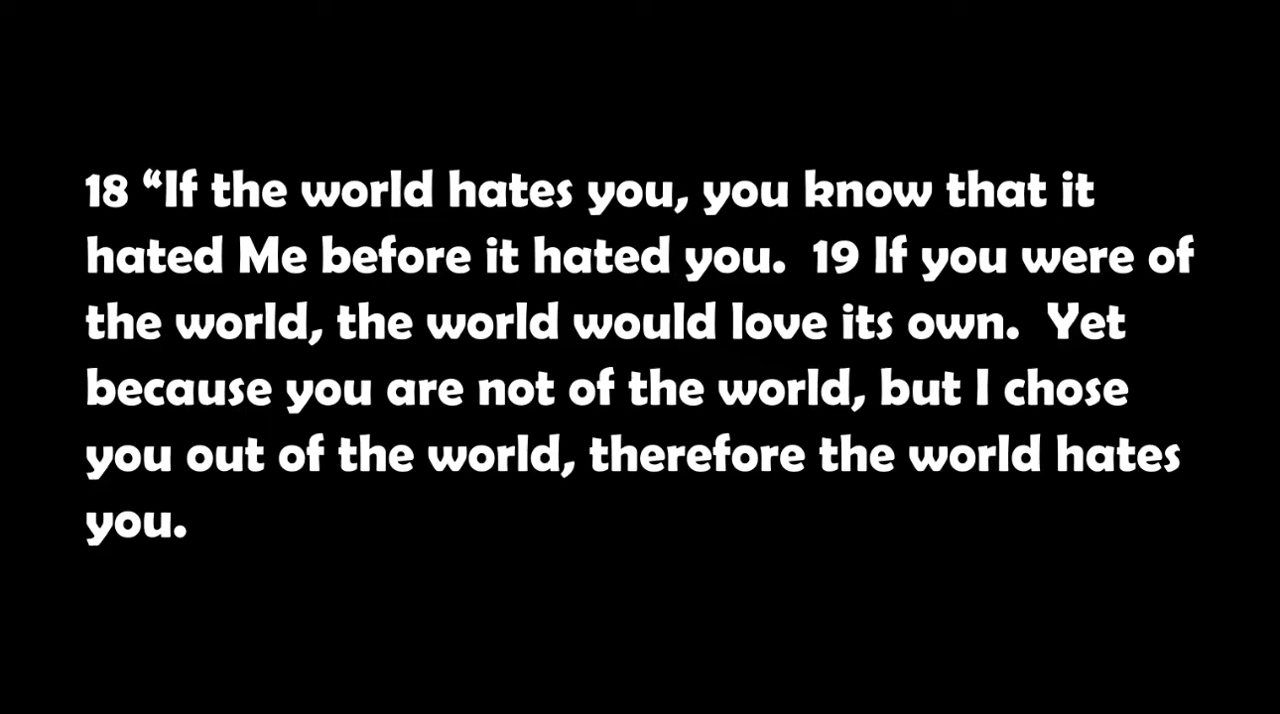 18 “If the world hates you, you know that it
hated Me before it hated you.  19 If you were of
the world, the world would love its own.  Yet
because you are not of the world, but I chose
you out of the world, therefore the world hates
you.